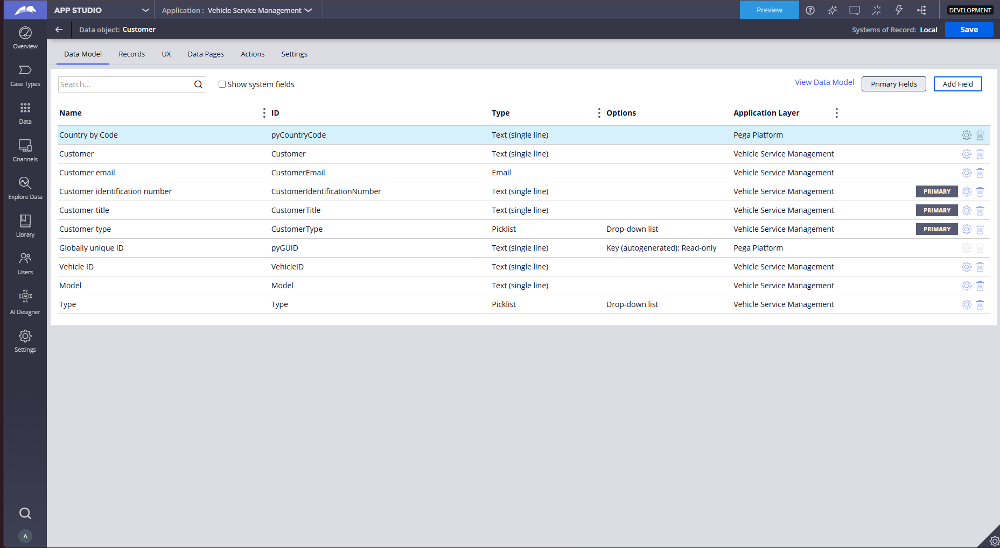 APP STUDIO
Application : Vehicle Service Management
Preview
DEVELOPMENT
Data object: Customer
Systems of Record: Local
Save
Overview
Case Types
Data
Channels
Explore Data
Library
Users
AI
AI Designer
Settings
A
Data Model Records UX Data Pages Actions Settings
Search...
Show system fields
View Data Model
Primary Fields
Add Field
Name ID Type Options Application Layer
Country by Code pyCountryCode Text (single line) Pega Platform
Customer Customer Text (single line) Vehicle Service Management
Customer email CustomerEmail Email Vehicle Service Management
Customer identification number CustomerIdentificationNumber Text (single line) Vehicle Service Management PRIMARY
Customer title CustomerTitle Text (single line) Vehicle Service Management PRIMARY
Customer type CustomerType Picklist Drop-down list Vehicle Service Management PRIMARY
Globally unique ID pyGUID Text (single line) Key (autogenerated); Read-only Pega Platform
Vehicle ID VehicleID Text (single line) Vehicle Service Management
Model Model Text (single line) Vehicle Service Management
Type Type Picklist Drop-down list Vehicle Service Management